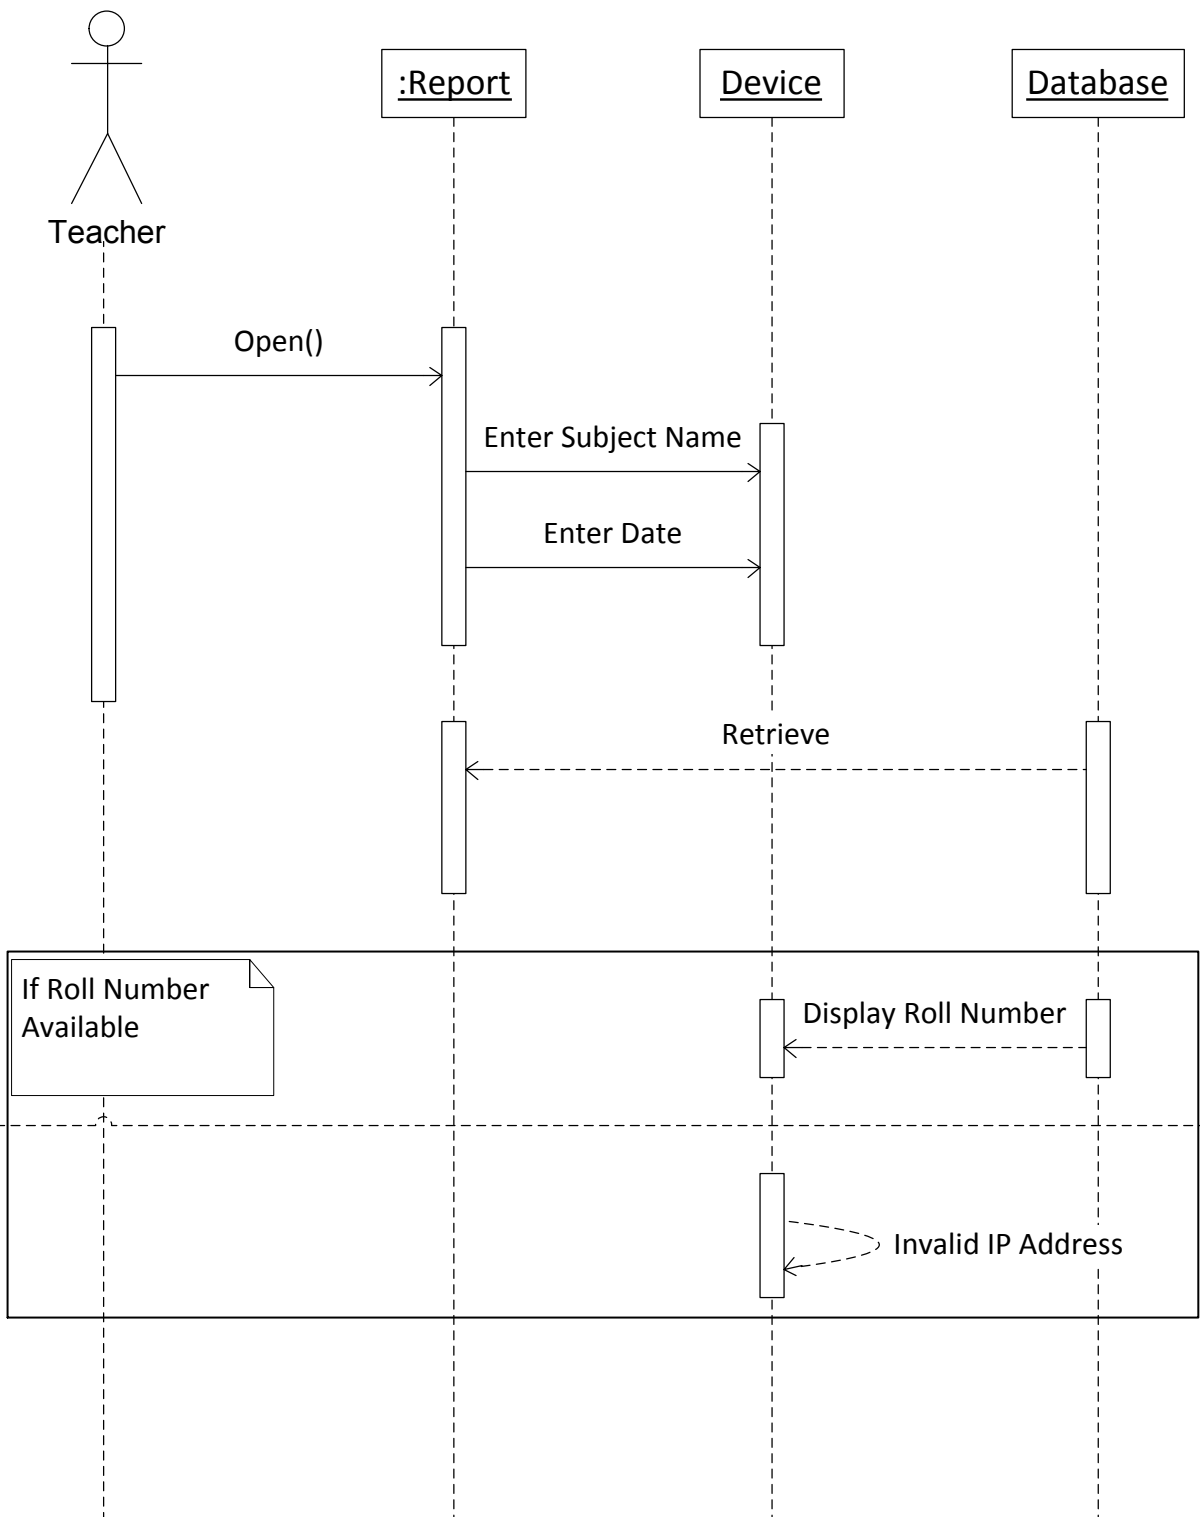 :Report
Device
Database
Teacher
Open()
Enter Subject Name
Enter Date
Retrieve
If Roll Number
Available
Display Roll Number
Invalid IP Address